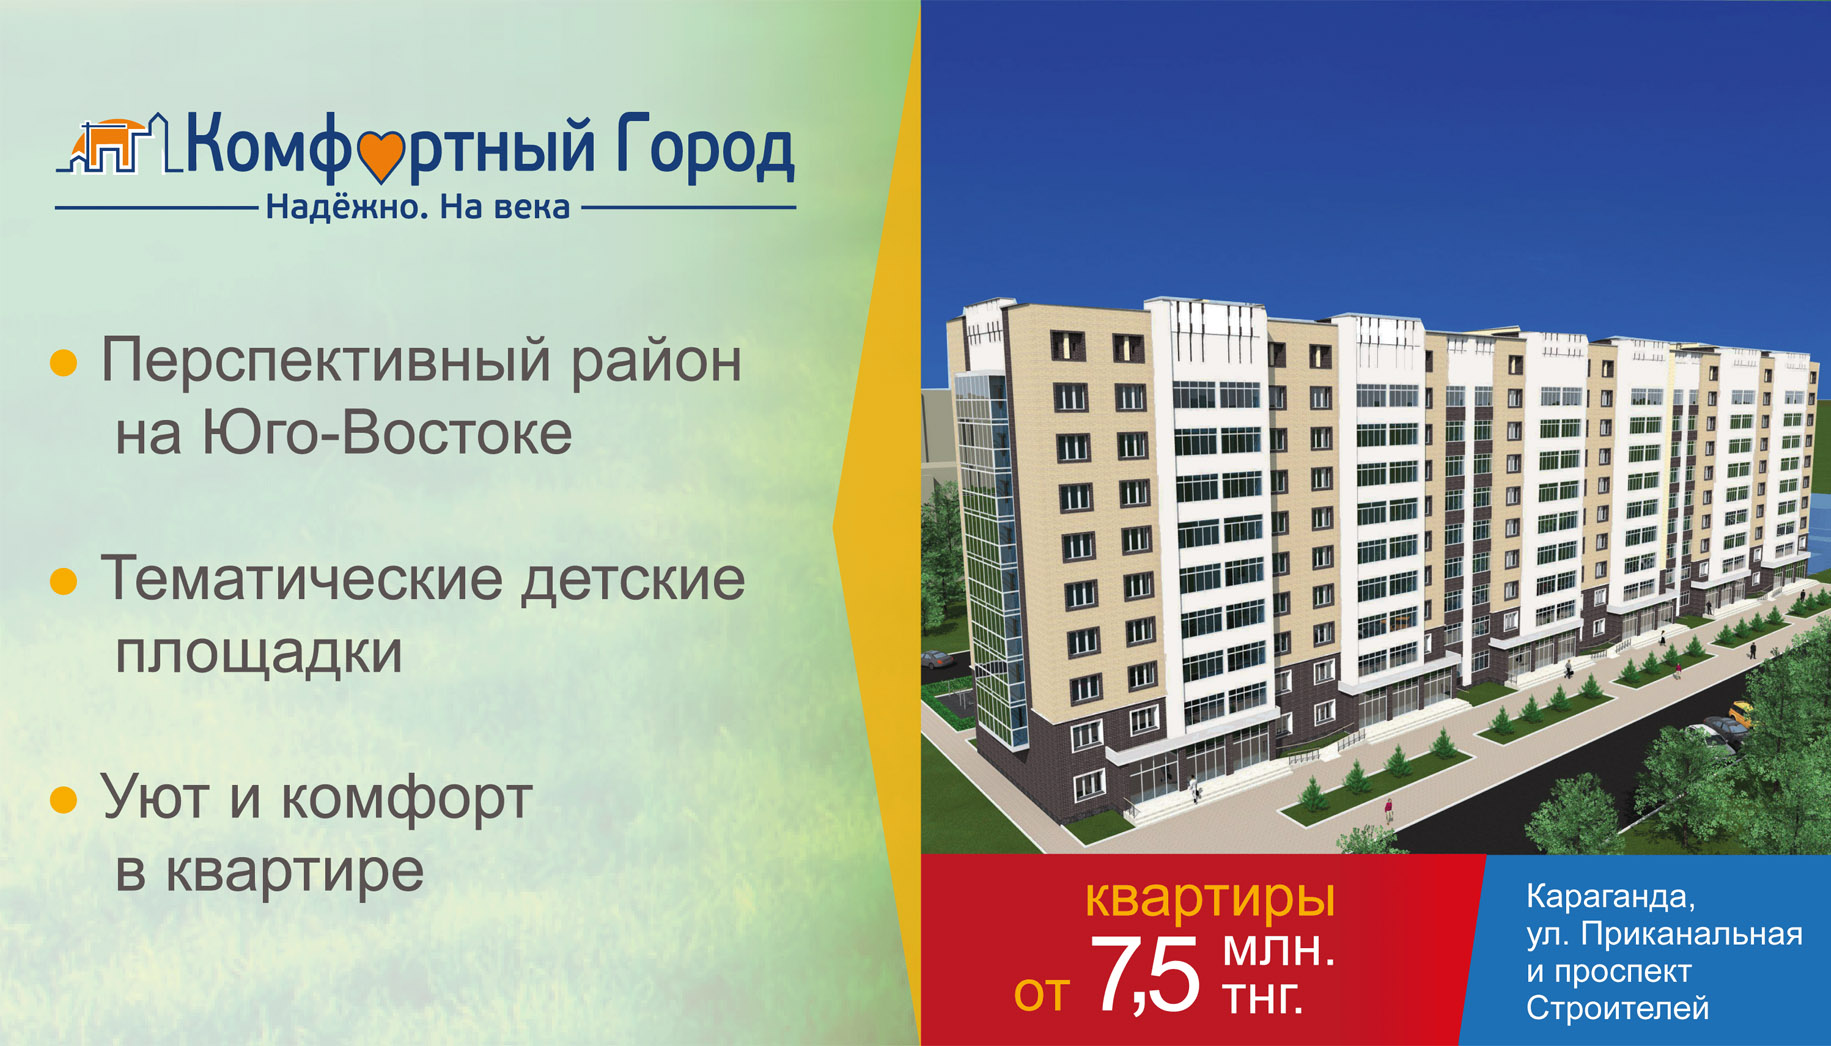 Комфортный Город
Надёжно. На века
● Перспективный район
на Юго-Востоке
● Тематические детские
площадки
● Уют и комфорт
в квартире
квартиры
от 7,5 млн.
тнг.
Караганда,
ул. Приканальная
и проспект
Строителей